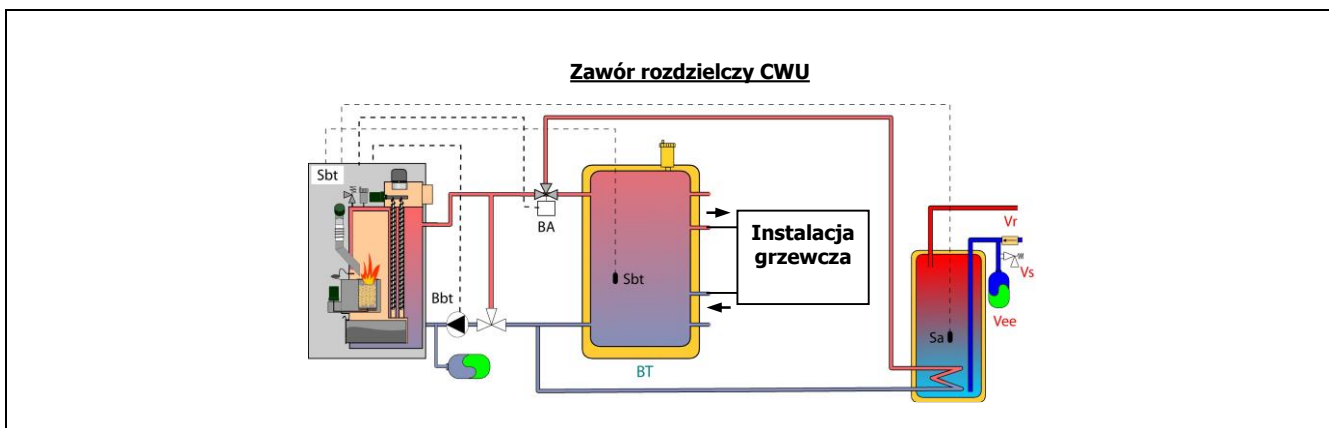 Zawór rozdzielczy CWU
Sbt
BA
Instalacja
grzewcza
Vr
Vs
Sbt
Bbt
Vee
Sa
BT